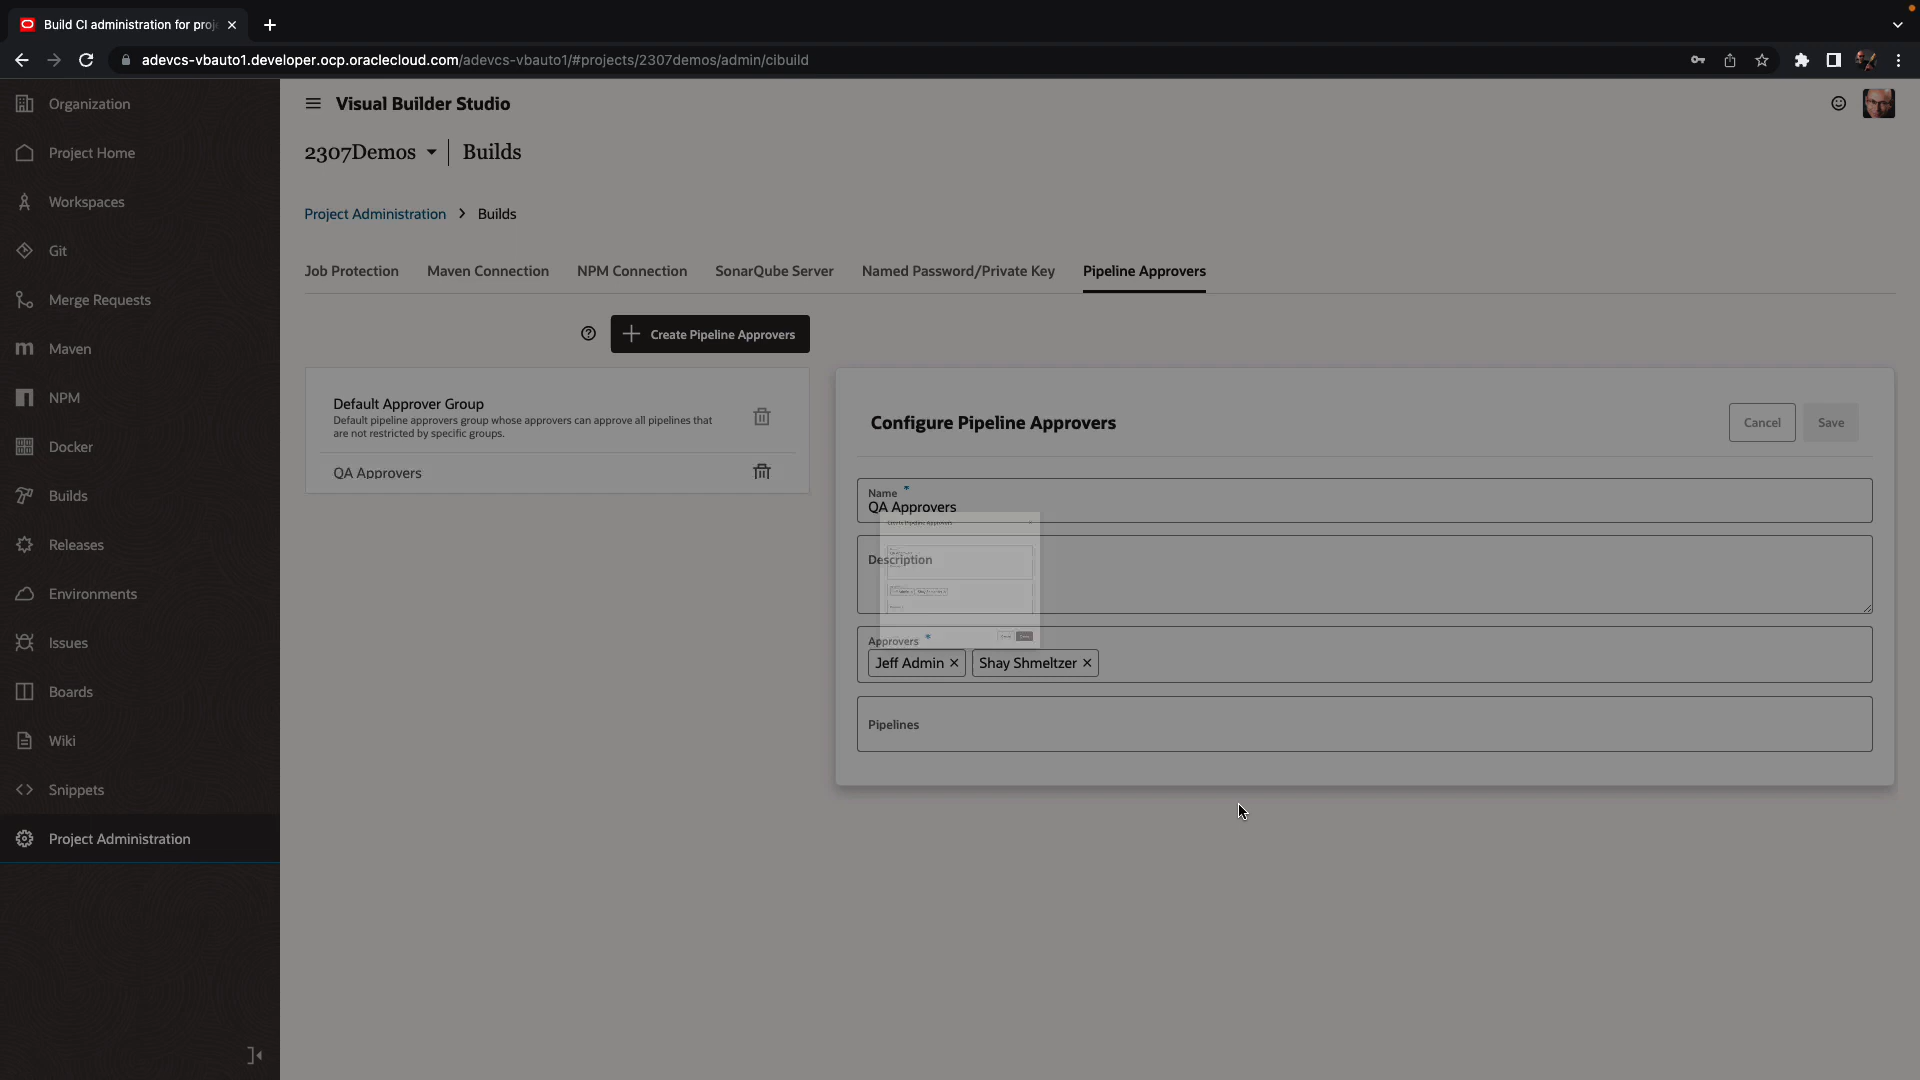 Build CI administration for proj
adevcs-vbauto1.developer.ocp.oraclecloud.com/adevcs-vbauto1/#projects/2307demos/admin/cibuild
Organization
Project Home
Workspaces
Git
Merge Requests
Maven
NPM
Docker
Builds
Releases
Environments
Issues
Boards
Wiki
Snippets
Project Administration
Visual Builder Studio
2307Demos | Builds
Project Administration > Builds
Job Protection Maven Connection NPM Connection SonarQube Server Named Password/Private Key Pipeline Approvers
Create Pipeline Approvers
Default Approver Group
Default pipeline approvers group whose approvers can approve all pipelines that
are not restricted by specific groups.
QA Approvers
Configure Pipeline Approvers
Cancel Save
Name *
QA Approvers
Create Pipeline Approvers
Description
Approvers *
Jeff Admin × Shay Shmeltzer ×
Pipelines